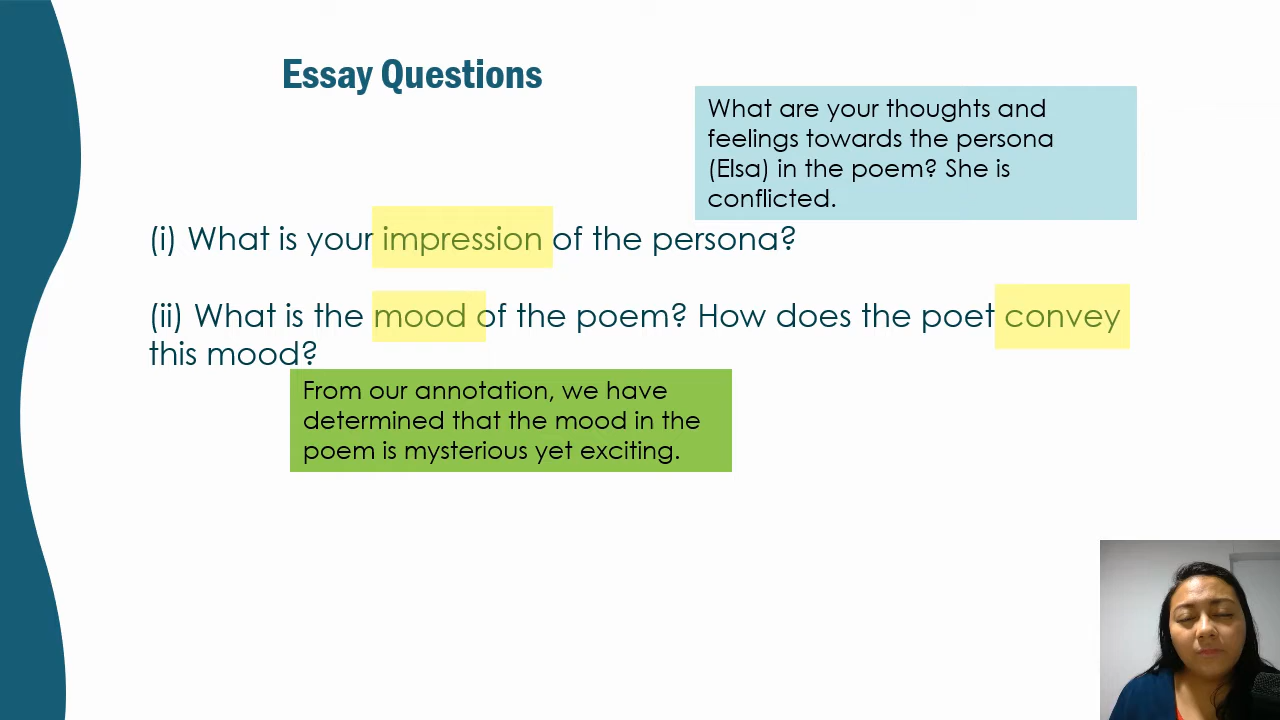 Essay Questions
What are your thoughts and
feelings towards the persona
(Elsa) in the poem? She is
conflicted.
(i) What is your impression of the persona?
(ii) What is the mood of the poem? How does the poet convey
this mood?
From our annotation, we have
determined that the mood in the
poem is mysterious yet exciting.